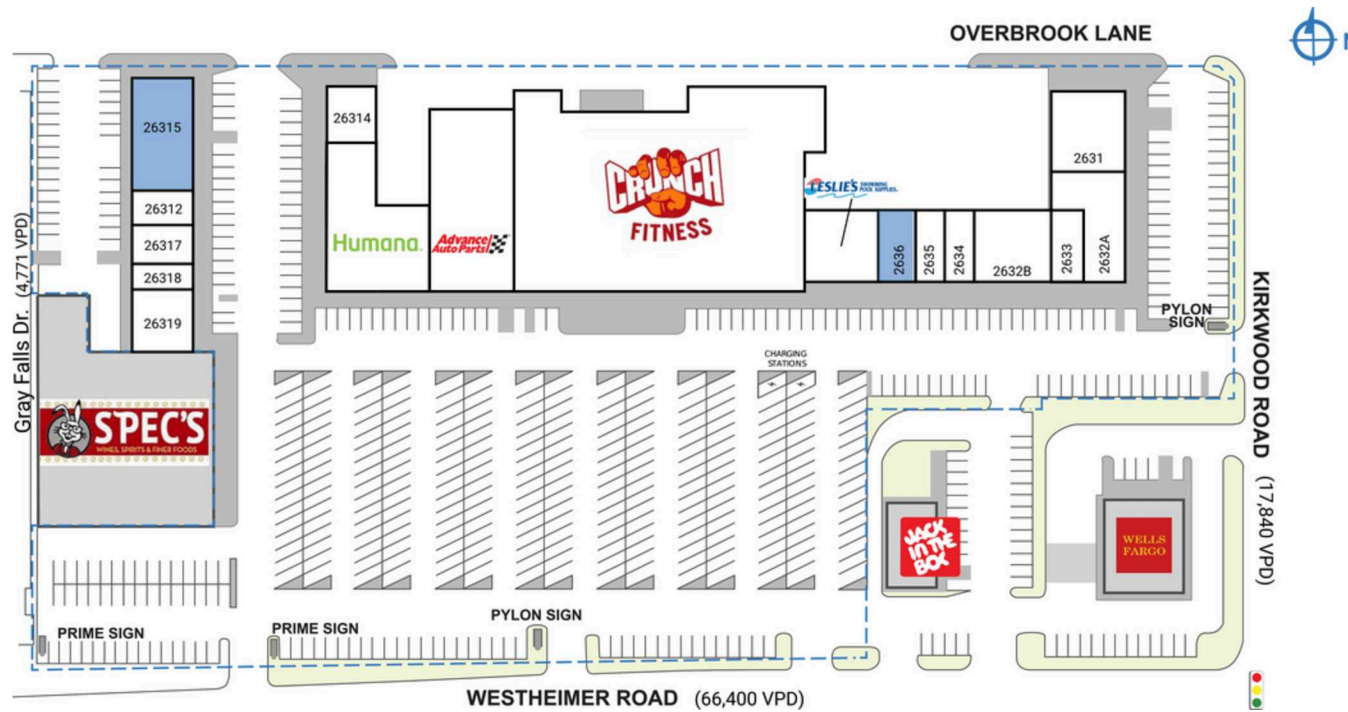 OVERBROOK LANE
26315
26314
2631
26312
26317
26318
26319
Humana
Advance
Auto Parts
CRUNCH
FITNESS
LESLIE'S SWIMMING
POOL SUPPLIES.
2636
2635
2634
2632B
2633
2632A
Gray Falls Dr. (4,771 VPD)
KIRKWOOD ROAD (17,840 VPD)
PYLON
SIGN
CHARGING
STATIONS
SPEC'S
WINES, SPIRITS & FINER FOODS
JACK
IN THE
BOX
WELLS
FARGO
PRIME SIGN
PRIME SIGN
PYLON SIGN
WESTHEIMER ROAD (66,400 VPD)